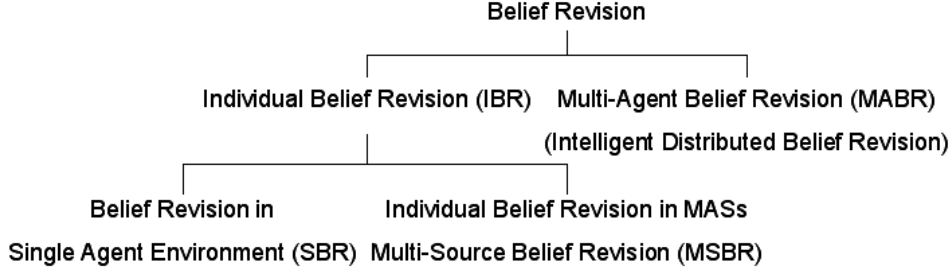 Belief Revision
Individual Belief Revision (IBR)
Multi-Agent Belief Revision (MABR)
(Intelligent Distributed Belief Revision)
Belief Revision in
Single Agent Environment (SBR)
Individual Belief Revision in MASs
Multi-Source Belief Revision (MSBR)